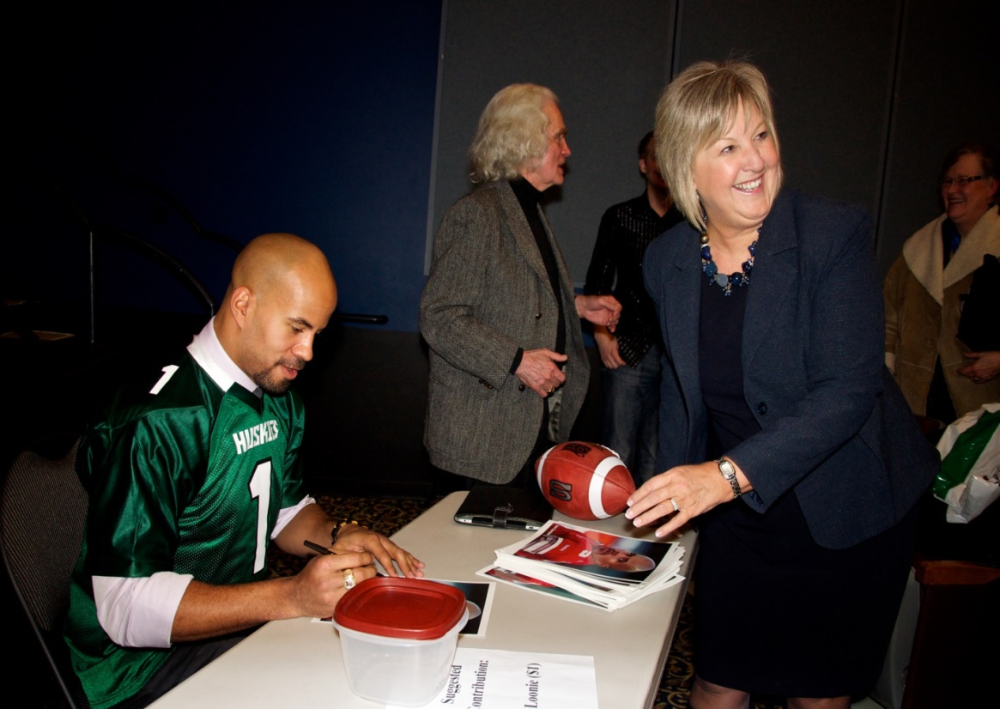 1
HUSKIES
1
Suggested
Contribution:
Loonie ($1)